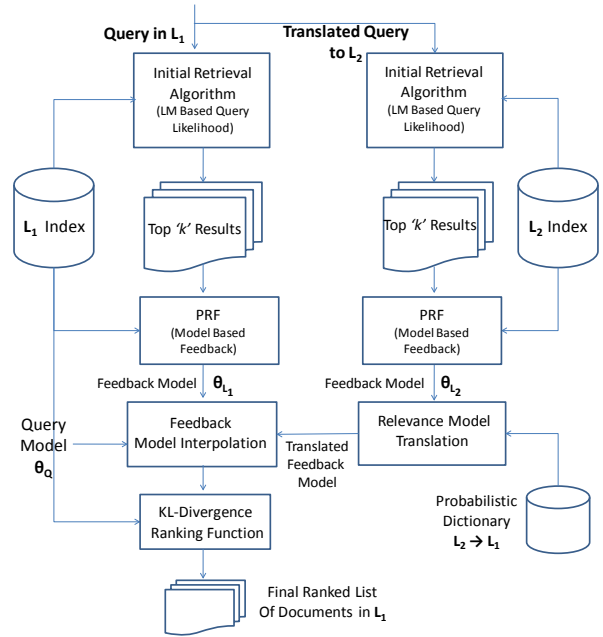 Query in L1
Translated Query
to L2
Initial Retrieval
Algorithm
(LM Based Query
Likelihood)
Initial Retrieval
Algorithm
(LM Based Query
Likelihood)
L1 Index
Top ‘k’ Results
Top ‘k’ Results
L2 Index
PRF
(Model Based
Feedback)
PRF
(Model Based
Feedback)
Feedback Model θL1
Feedback Model θL2
Query
Model
θQ
Feedback
Model Interpolation
Translated
Feedback
Model
Relevance Model
Translation
KL-Divergence
Ranking Function
Probabilistic
Dictionary
L2 → L1
Final Ranked List
Of Documents in L1